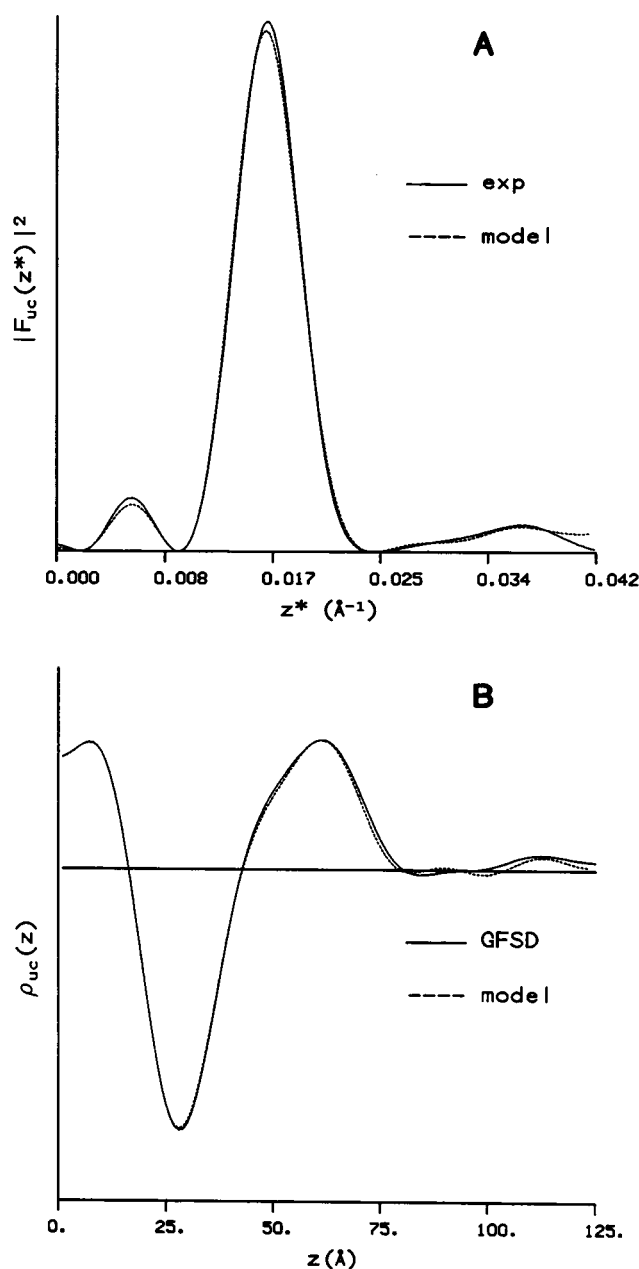 A
exp
model
|F_uc(z*)|²
0.000 0.008 0.017 0.025 0.034 0.042
z* (Å⁻¹)
B
GFSD
model
ρ_uc(z)
0. 25. 50. 75. 100. 125.
z(Å)